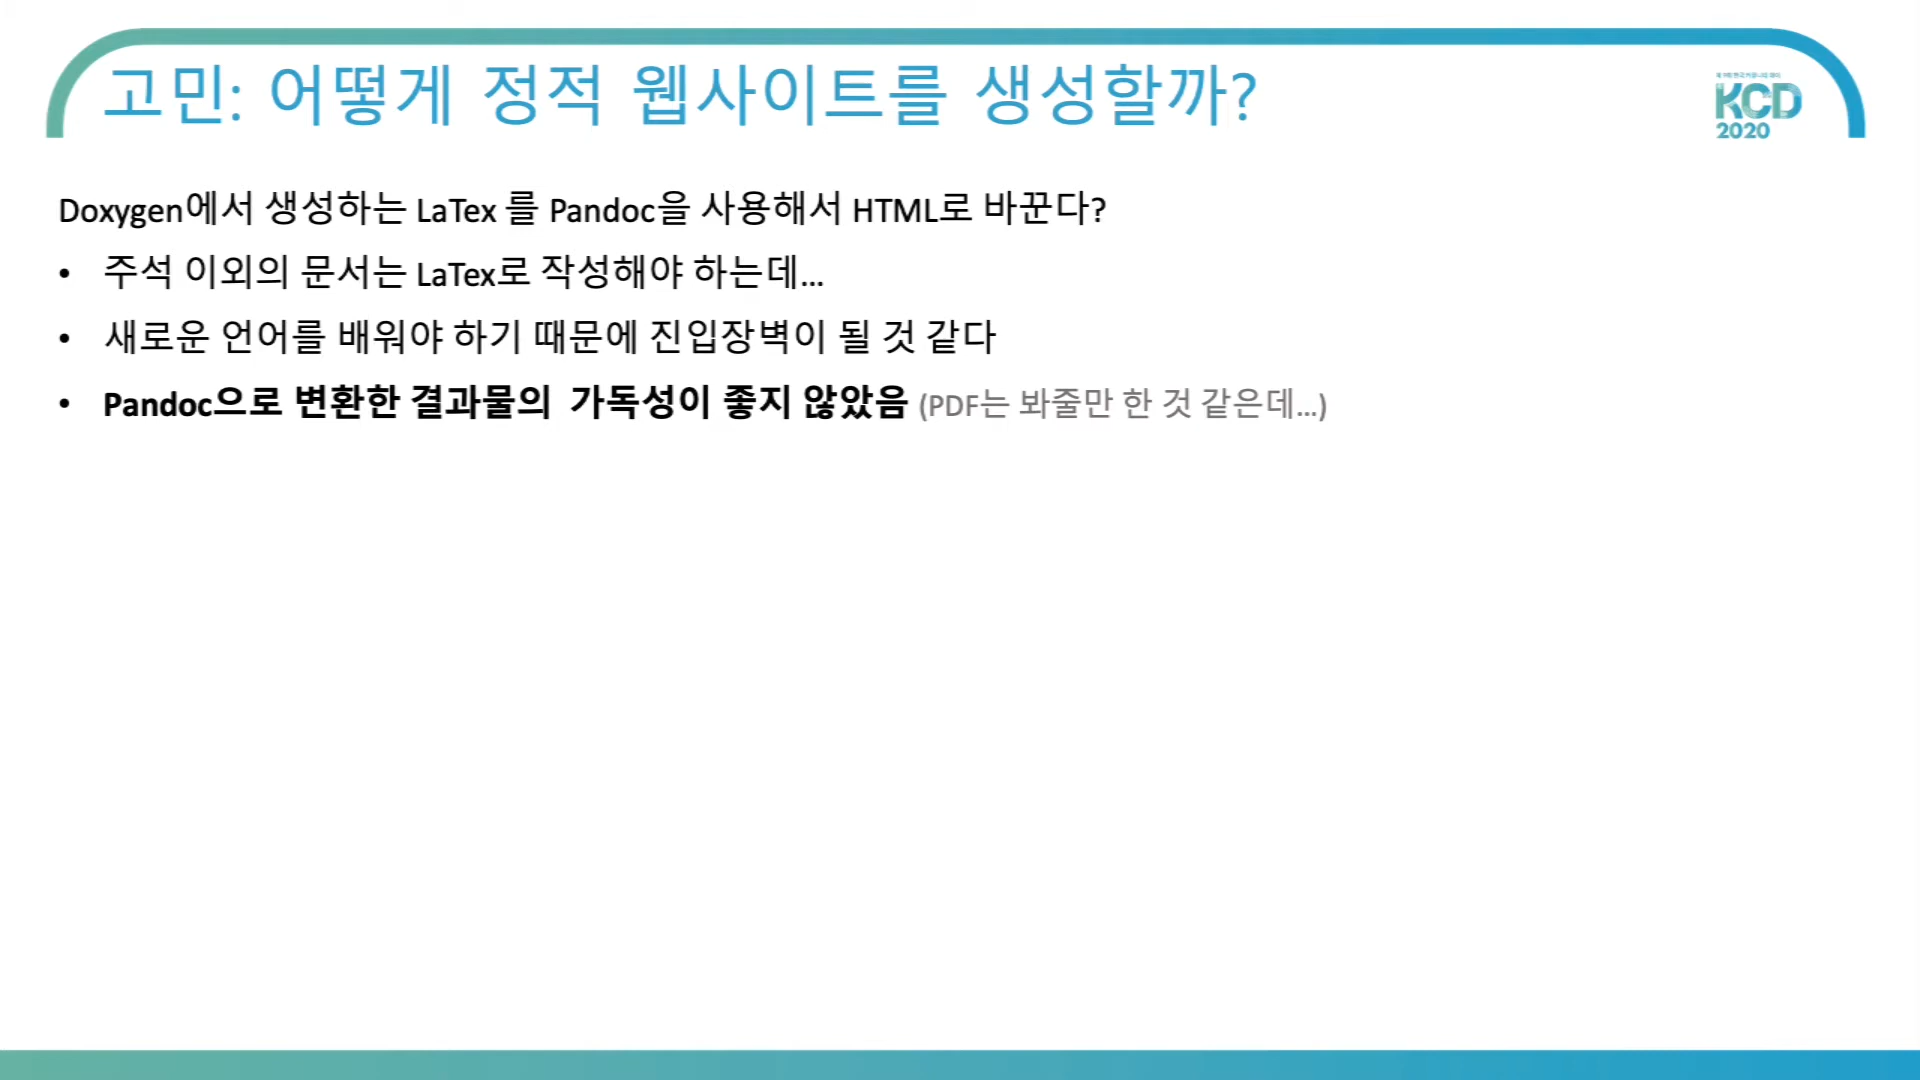 고민: 어떻게 정적 웹사이트를 생성할까?
KCD
2020
Doxygen에서 생성하는 LaTex 를 Pandoc을 사용해서 HTML로 바꾼다?
• 주석 이외의 문서는 LaTex로 작성해야 하는데...
• 새로운 언어를 배워야 하기 때문에 진입장벽이 될 것 같다
• Pandoc으로 변환한 결과물의 가독성이 좋지 않았음 (PDF는 봐줄만 한 것 같은데...)